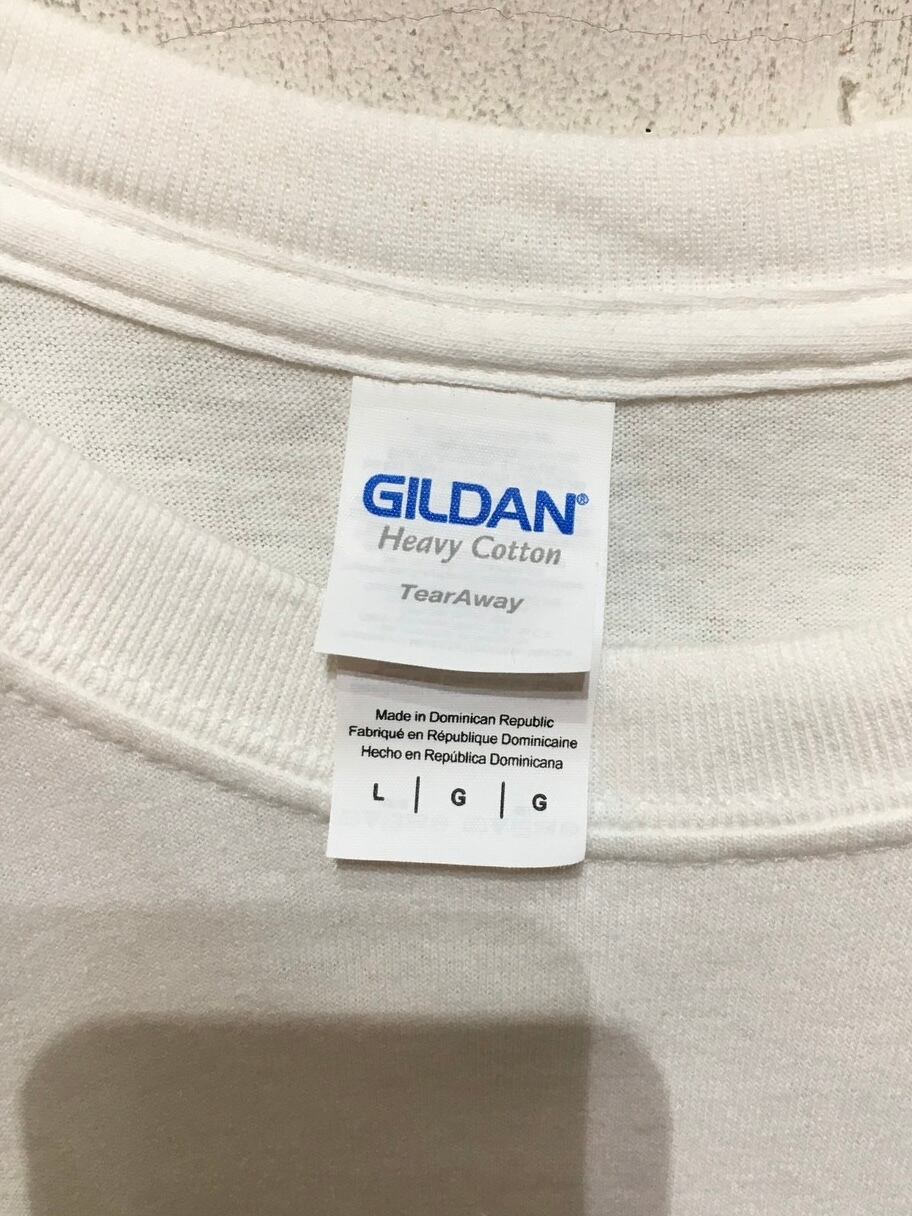 GILDAN®
Heavy Cotton
TearAway
Made in Dominican Republic
Fabriqué en République Dominicaine
Hecho en República Dominicana
L | G | G